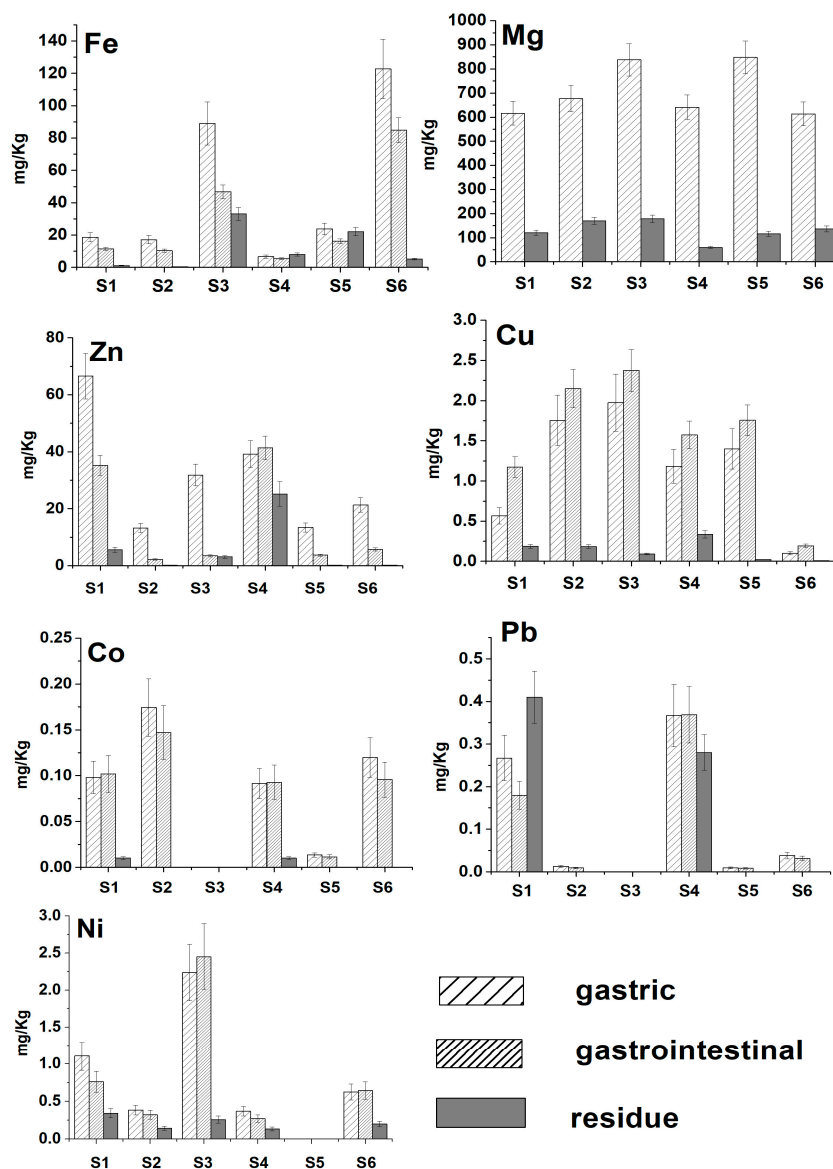 Fe
mg/Kg
140
120
100
80
60
40
20
0
S1 S2 S3 S4 S5 S6
Mg
mg/Kg
1000
900
800
700
600
500
400
300
200
100
0
S1 S2 S3 S4 S5 S6
Zn
mg/Kg
80
60
40
20
0
S1 S2 S3 S4 S5 S6
Cu
mg/Kg
3.0
2.5
2.0
1.5
1.0
0.5
0.0
S1 S2 S3 S4 S5 S6
Co
mg/Kg
0.25
0.20
0.15
0.10
0.05
0.00
S1 S2 S3 S4 S5 S6
Pb
mg/Kg
0.5
0.4
0.3
0.2
0.1
0.0
S1 S2 S3 S4 S5 S6
Ni
mg/Kg
3.0
2.5
2.0
1.5
1.0
0.5
0.0
S1 S2 S3 S4 S5 S6
gastric
gastrointestinal
residue